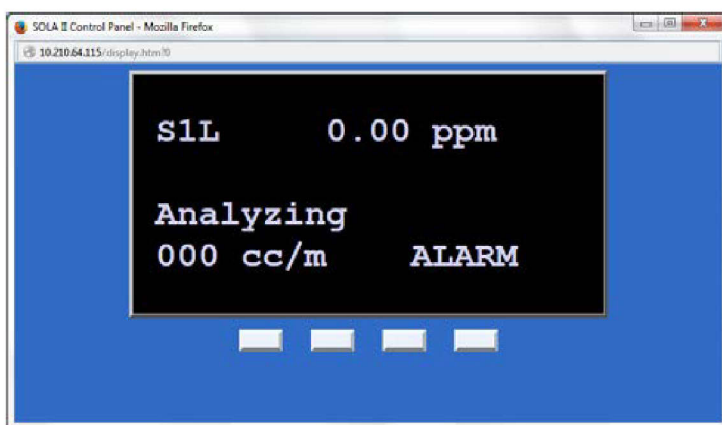 SOLA II Control Panel - Mozilla Firefox
10.210.64.115/display.htm?0
S1L 0.00 ppm
Analyzing
000 cc/m ALARM